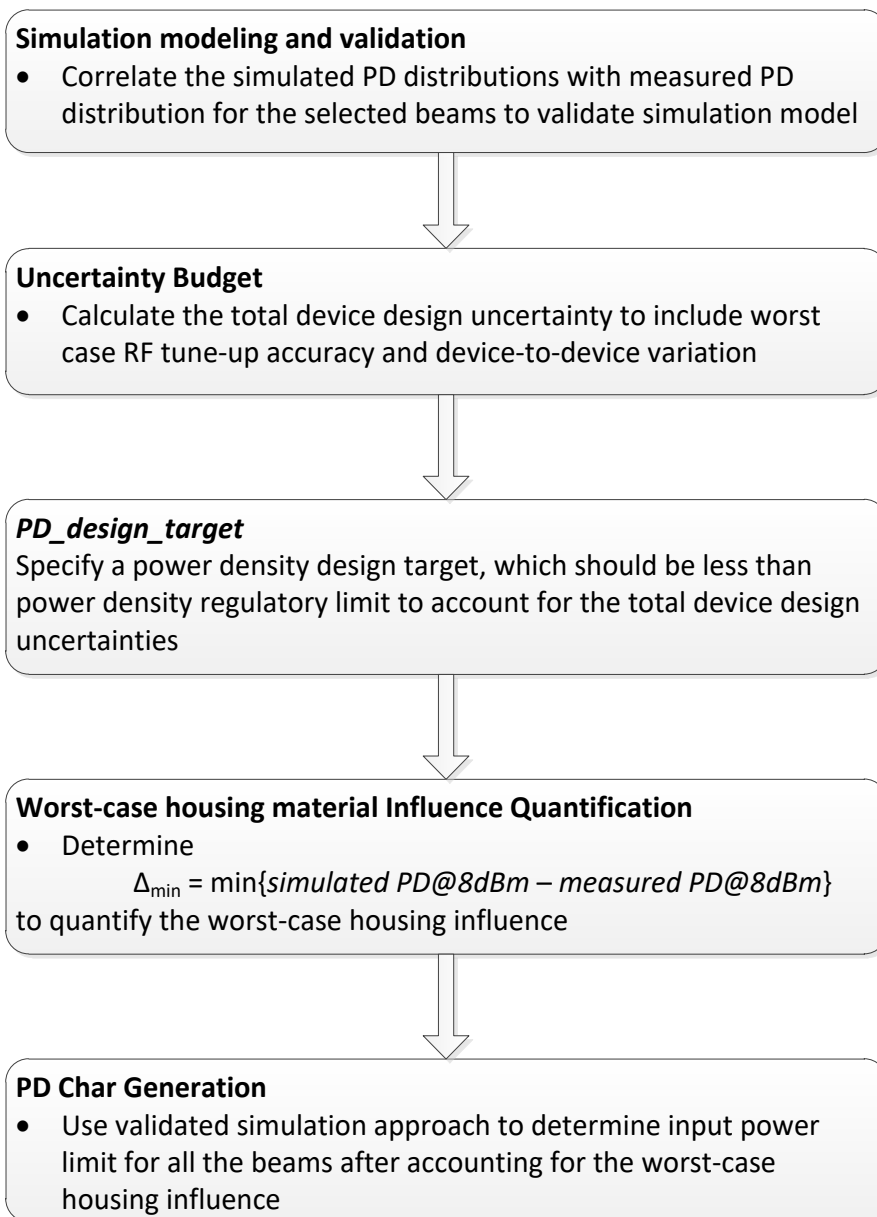 Simulation modeling and validation
• Correlate the simulated PD distributions with measured PD
distribution for the selected beams to validate simulation model
Uncertainty Budget
• Calculate the total device design uncertainty to include worst
case RF tune-up accuracy and device-to-device variation
PD_design_target
Specify a power density design target, which should be less than
power density regulatory limit to account for the total device design
uncertainties
Worst-case housing material Influence Quantification
• Determine
Δmin = min{simulated PD@8dBm – measured PD@8dBm}
to quantify the worst-case housing influence
PD Char Generation
• Use validated simulation approach to determine input power
limit for all the beams after accounting for the worst-case
housing influence